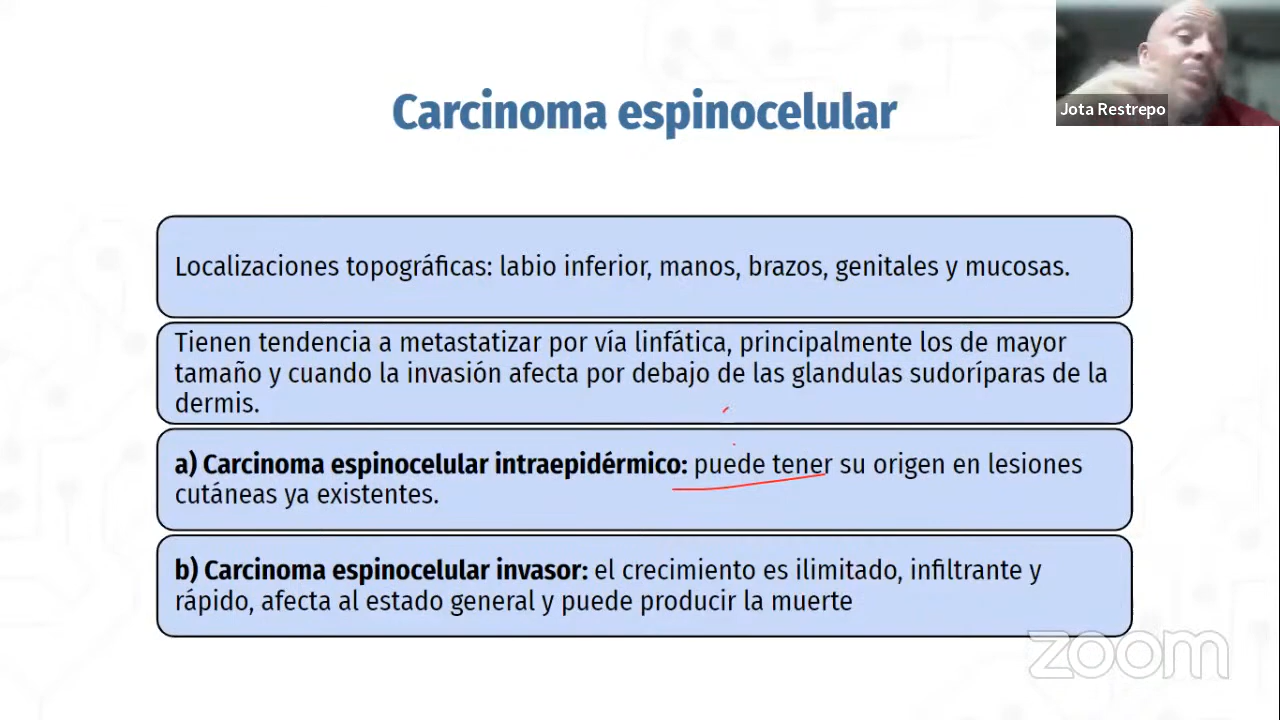 Carcinoma espinocelular
Jota Restrepo
Localizaciones topográficas: labio inferior, manos, brazos, genitales y mucosas.
Tienen tendencia a metastatizar por vía linfática, principalmente los de mayor
tamaño y cuando la invasión afecta por debajo de las glandulas sudoríparas de la
dermis.
a) Carcinoma espinocelular intraepidérmico: puede tener su origen en lesiones
cutáneas ya existentes.
b) Carcinoma espinocelular invasor: el crecimiento es ilimitado, infiltrante y
rápido, afecta al estado general y puede producir la muerte
zoom